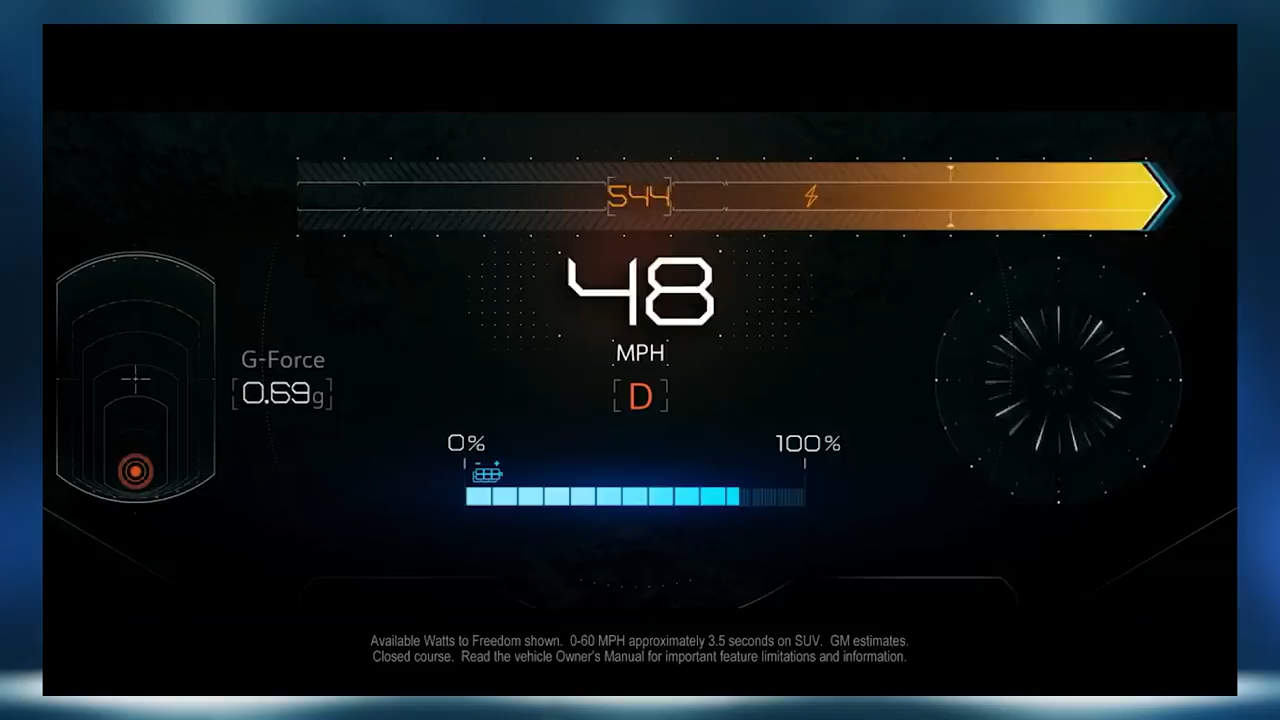 544
48
MPH
G-Force
0.69g
D
0% 100%
Available Watts to Freedom shown. 0-60 MPH approximately 3.5 seconds on SUV. GM estimates.
Closed course. Read the vehicle Owner's Manual for important feature limitations and information.